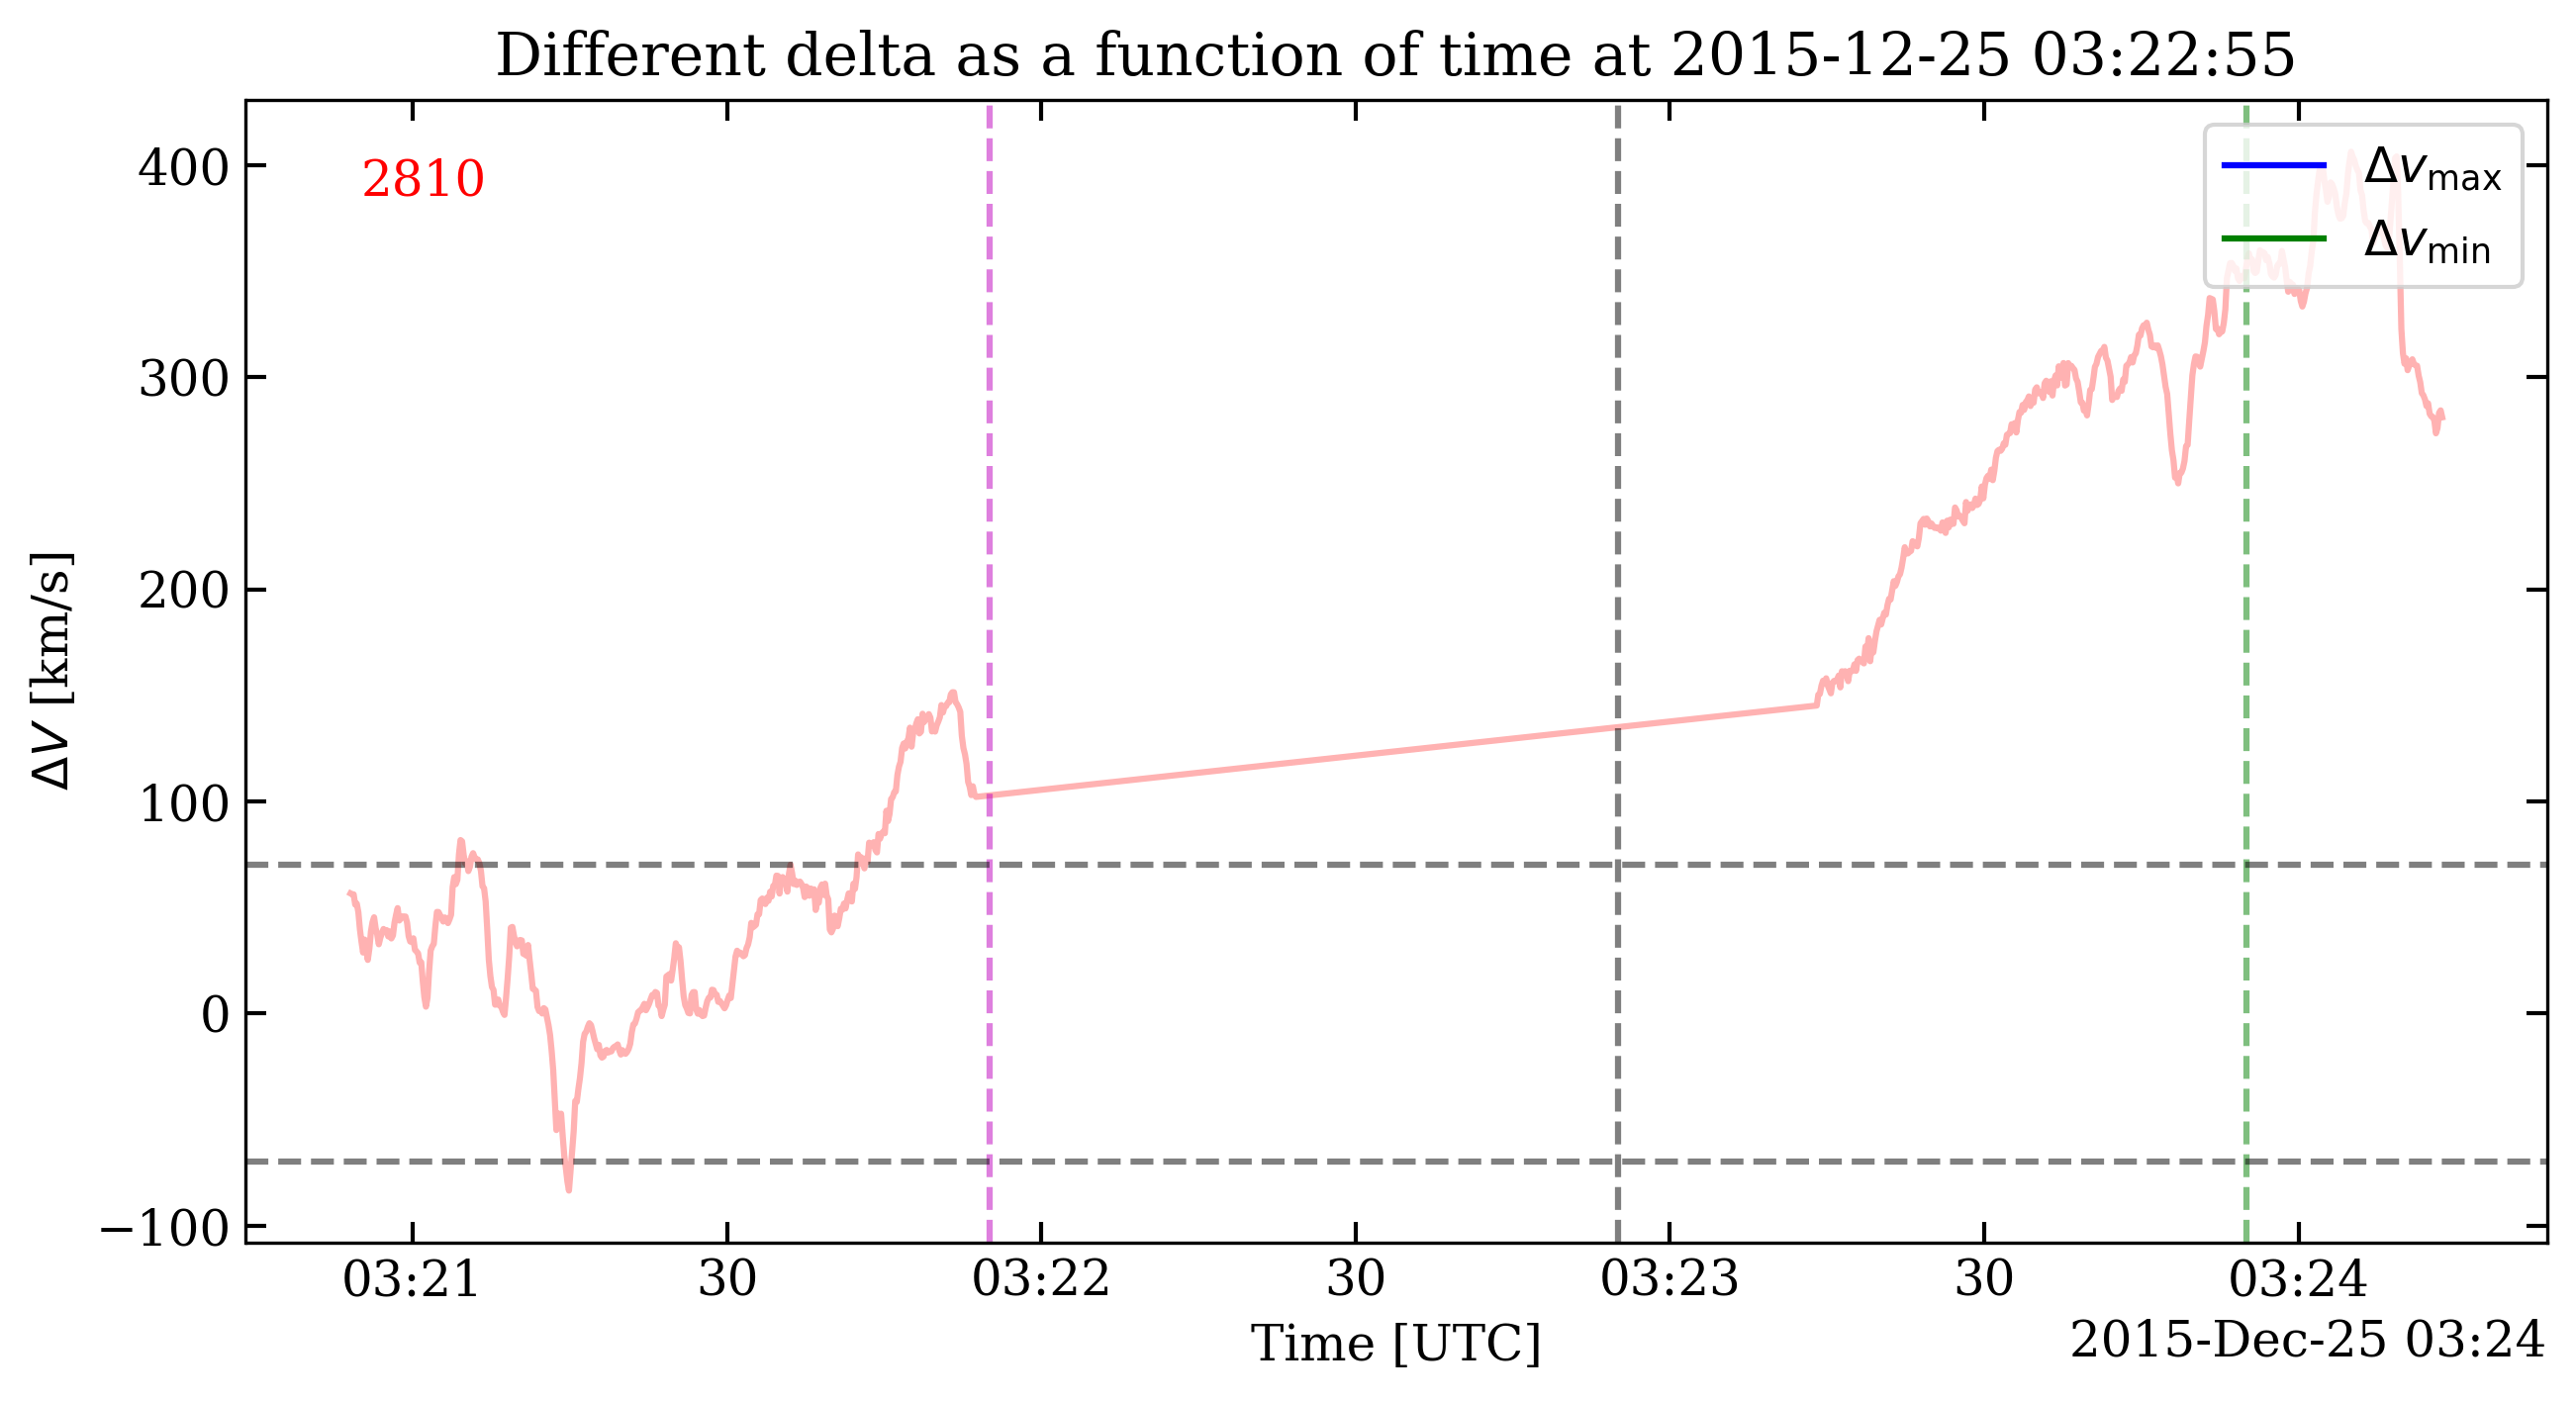 Different delta as a function of time at 2015-12-25 03:22:55
2810
Δv_max
Δv_min
400
300
200
100
0
−100
ΔV [km/s]
03:21 30 03:22 30 03:23 30 03:24
Time [UTC]
2015-Dec-25 03:24